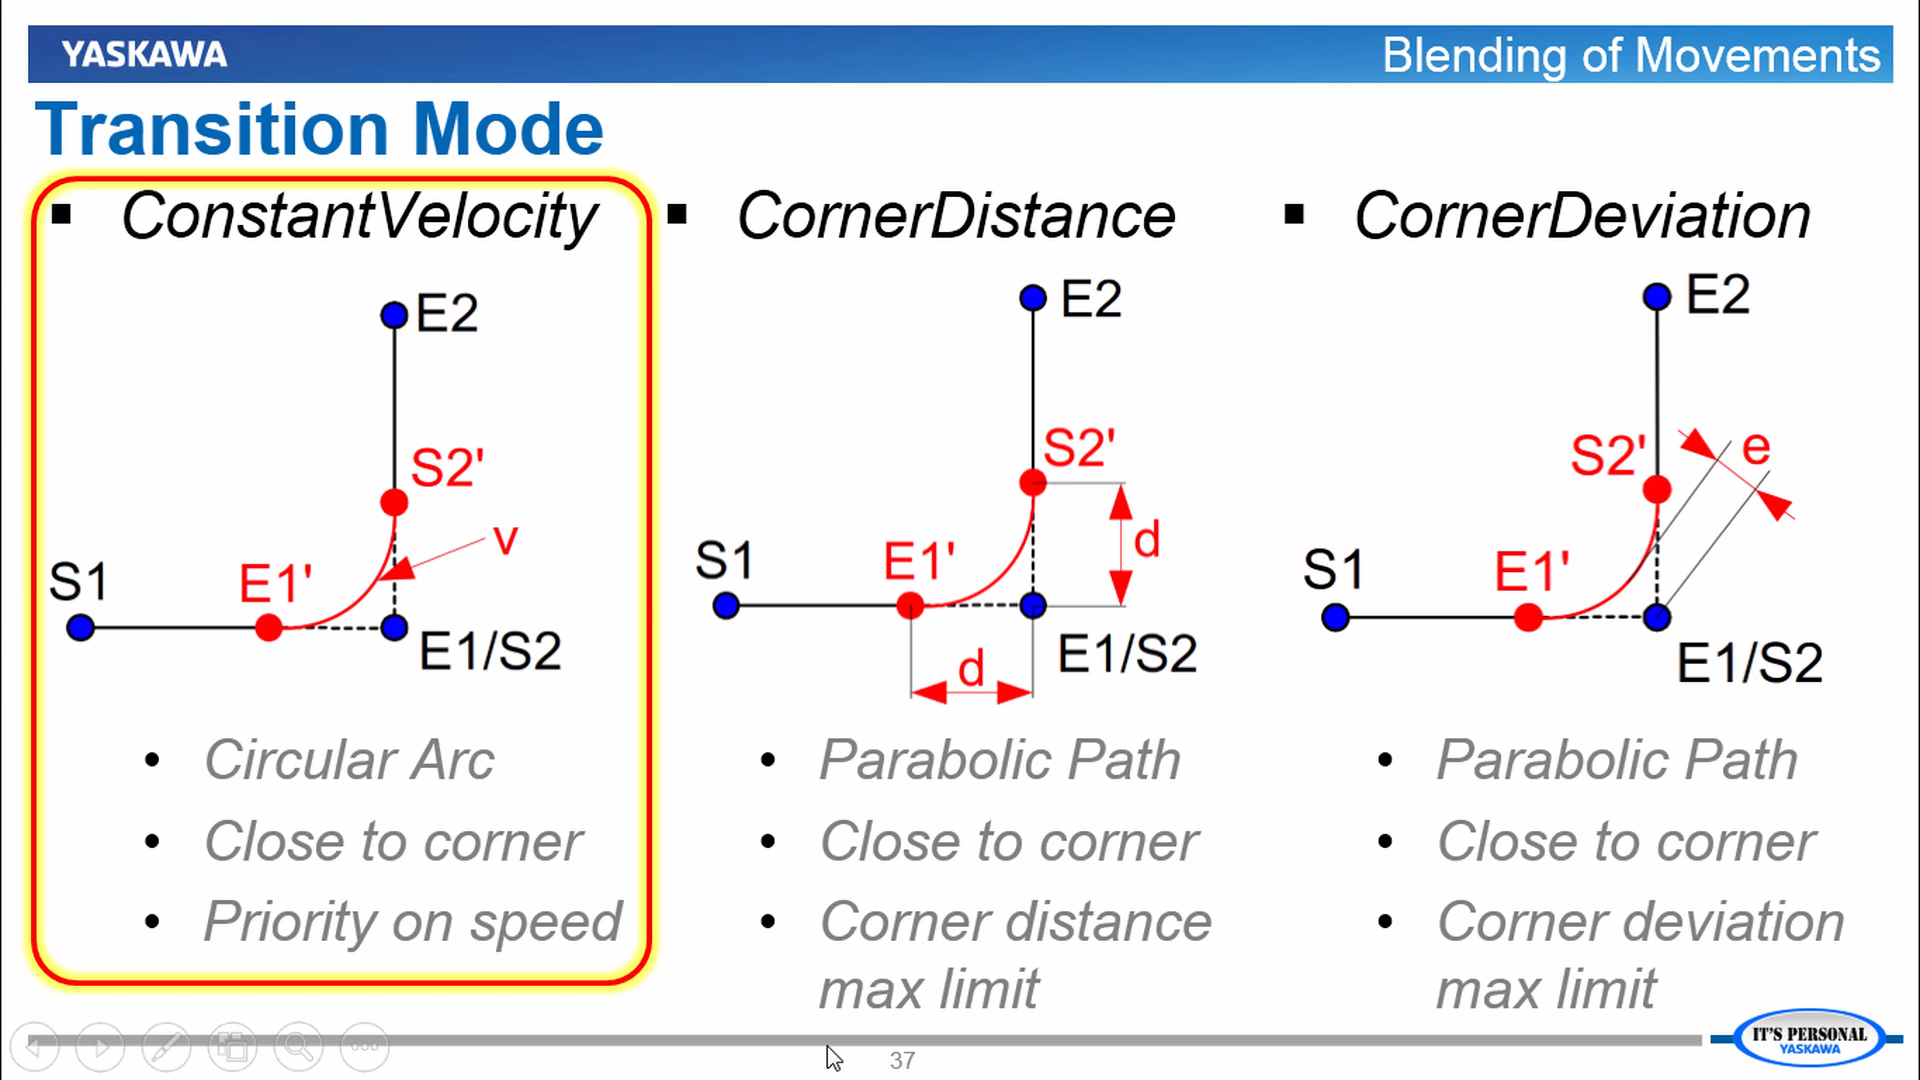 YASKAWA
Blending of Movements
Transition Mode
▪ ConstantVelocity
E2
S2'
v
S1
E1'
E1/S2
• Circular Arc
• Close to corner
• Priority on speed
▪ CornerDistance
E2
S2'
d
S1
E1'
E1/S2
d
• Parabolic Path
• Close to corner
• Corner distance
max limit
▪ CornerDeviation
E2
S2'
e
S1
E1'
E1/S2
• Parabolic Path
• Close to corner
• Corner deviation
max limit
37
IT'S PERSONAL
YASKAWA